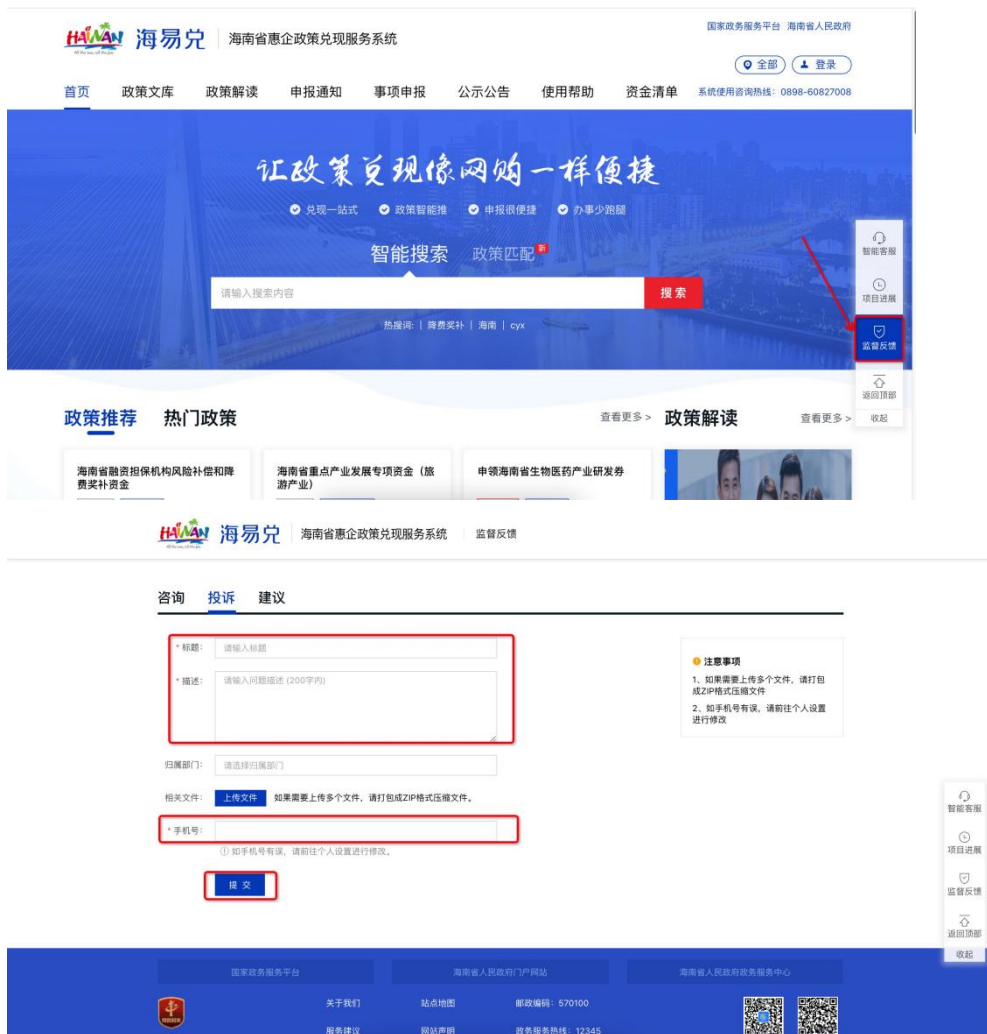 国家政务服务平台 海南省人民政府
HAINAN 海易兑 海南省惠企政策兑现服务系统
全部 登录
首页 政策文库 政策解读 申报通知 事项申报 公示公告 使用帮助 资金清单 系统使用咨询热线：0898-60827008
让政策兑现像网购一样便捷
兑现一站式 政策智能推 申报很便捷 办事少跑腿
智能搜索 政策匹配 新
请输入搜索内容 搜索
热搜词: | 降费奖补 | 海南 | cyx
智能客服
项目进展
监督反馈
返回顶部
收起
政策推荐 热门政策 查看更多 > 政策解读 查看更多 >
海南省融资担保机构风险补偿和降
费奖补资金
海南省重点产业发展专项资金（旅
游产业）
申领海南省生物医药产业研发券
HAINAN 海易兑 海南省惠企政策兑现服务系统 监督反馈
咨询 投诉 建议
* 标题: 请输入标题
* 描述: 请输入问题描述 (200字内)
归属部门: 请选择归属部门
相关文件: 上传文件 如果需要上传多个文件，请打包成ZIP格式压缩文件。
* 手机号:
如手机号有误，请前往个人设置进行修改。
提交
注意事项
1、如果需要上传多个文件，请打包
成ZIP格式压缩文件
2、如手机号有误，请前往个人设置
进行修改
智能客服
项目进展
监督反馈
返回顶部
收起
国家政务服务平台 海南省人民政府门户网站 海南省人民政府政务服务中心
关于我们 站点地图 邮政编码：570100
服务建议 网站声明 政务服务热线：12345